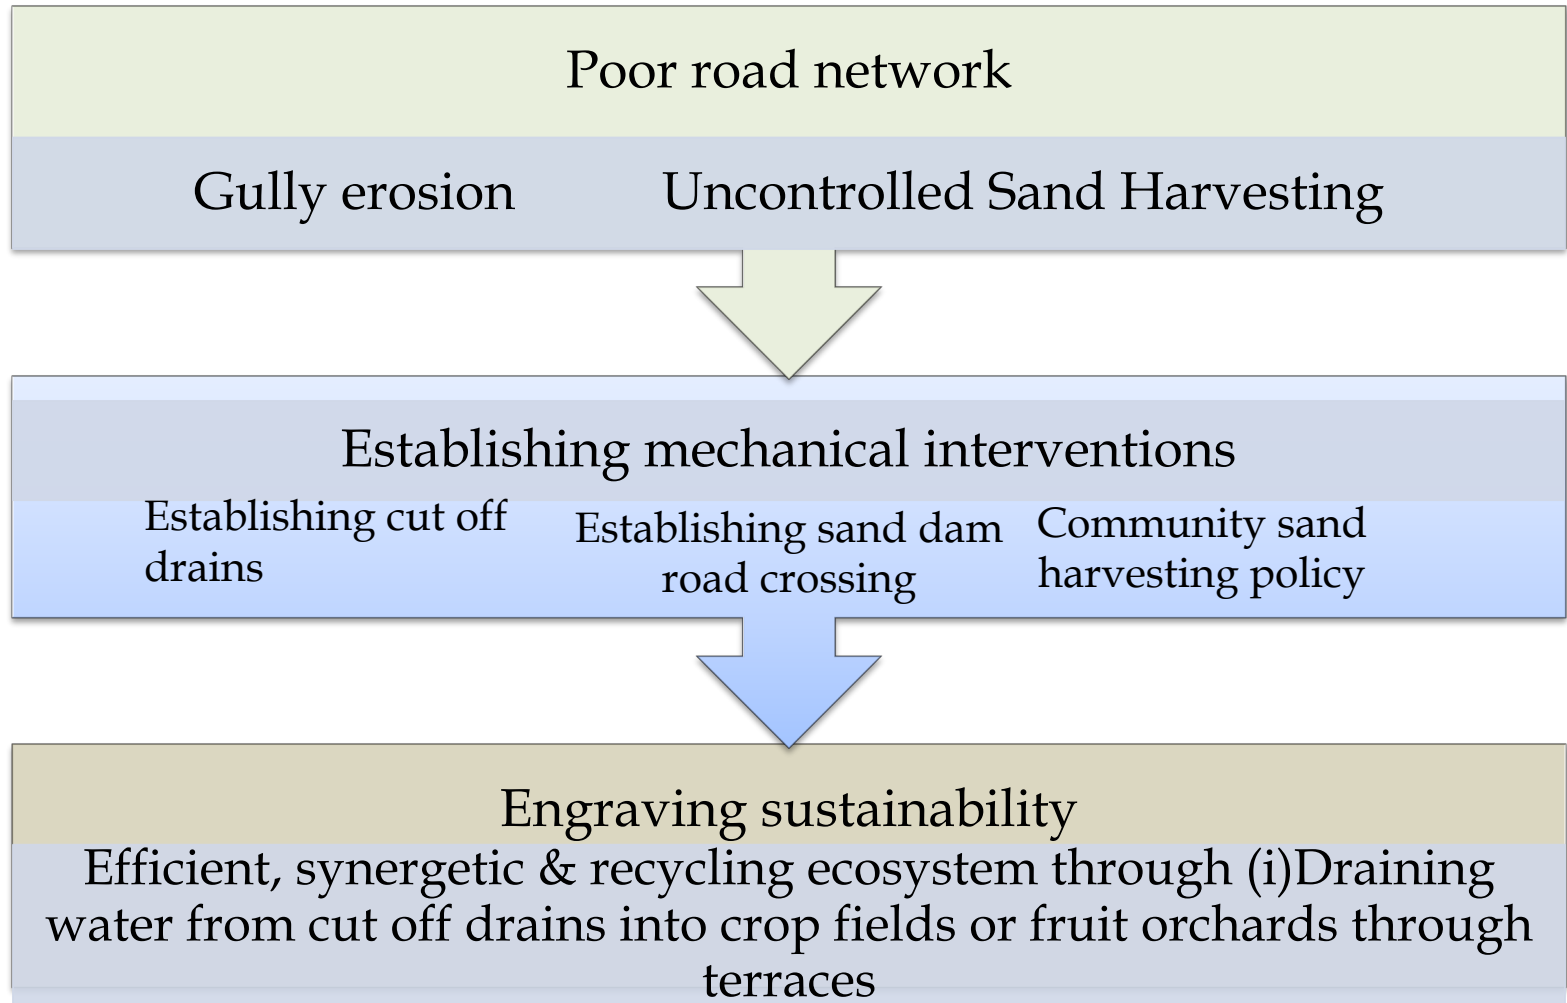 Poor road network
Gully erosion
Uncontrolled Sand Harvesting
Establishing mechanical interventions
Establishing cut off
drains
Establishing sand dam
road crossing
Community sand
harvesting policy
Engraving sustainability
Efficient, synergetic & recycling ecosystem through (i)Draining
water from cut off drains into crop fields or fruit orchards through
terraces